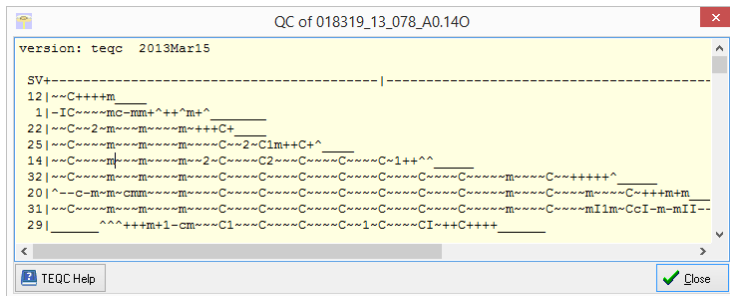 QC of 018319_13_078_A0.14O
version: teqc  2013Mar15
SV+---------------------------------------|---------------------------------------
12|~~C++++m____
1|-IC~~~~mc-mm+^++^m+^_______
22|~~C~~2~m~~~m~~~~m~+++C+____
25|~~C~~~~m~~~m~~~~m~~~~C~~2~C1m++C+^____
14|~~C~~~~m~~~m~~~~m~~2~C~~~~C2~~~C~~~~C~~~~C~1++^^_____
32|~~C~~~~m~~~m~~~~m~~~~C~~~~C~~~~C~~~~C~~~~C~~~~C~~~~~m~~~~C~~+++++^_____
20|^--c-m-m~cmm~~~~m~~~~C~~~~C~~~~C~~~~C~~~~C~~~~C~~~~~m~~~~C~~~~m~~~~C~+++m+m___
31|~~C~~~~m~~~m~~~~m~~~~C~~~~C~~~~C~~~~C~~~~C~~~~C~~~~~m~~~~C~~~~mI1m~CcI-m-mII--
29|______^^^+++m+1-cm~~~C1~~~C~~~~C~~~~C~~1~C~~~~CI~++C++++______
TEQC Help
Close